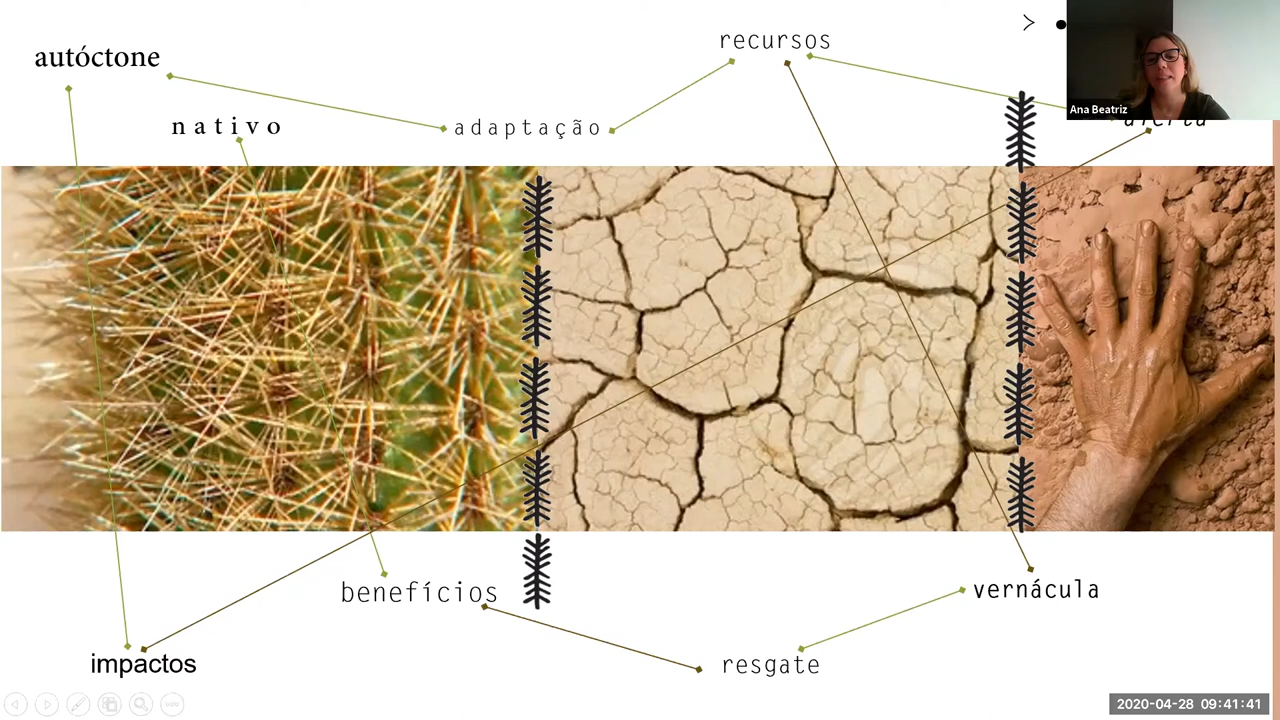 autóctone
recursos
nativo
adaptação
Ana Beatriz
benefícios
vernácula
impactos
resgate
2020-04-28 09:41:41